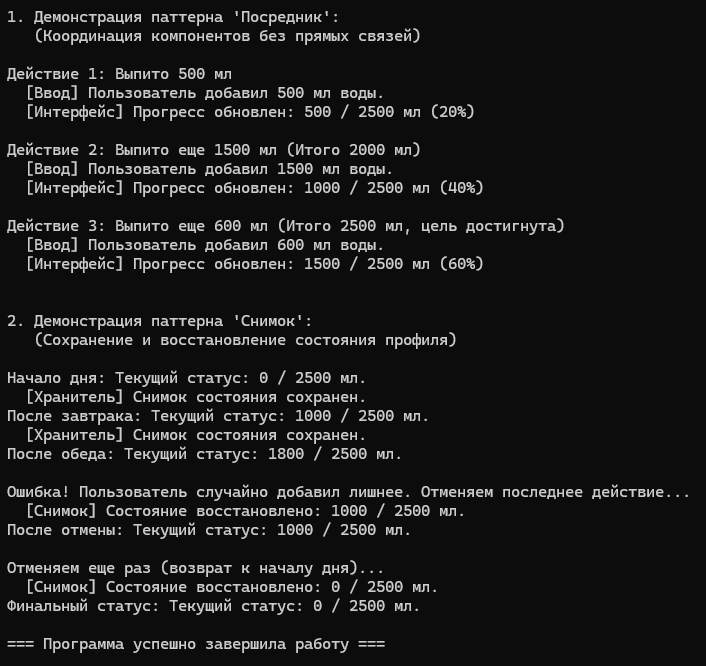 1. Демонстрация паттерна 'Посредник':
(Координация компонентов без прямых связей)
Действие 1: Выпито 500 мл
[Ввод] Пользователь добавил 500 мл воды.
[Интерфейс] Прогресс обновлен: 500 / 2500 мл (20%)
Действие 2: Выпито еще 1500 мл (Итого 2000 мл)
[Ввод] Пользователь добавил 1500 мл воды.
[Интерфейс] Прогресс обновлен: 1000 / 2500 мл (40%)
Действие 3: Выпито еще 600 мл (Итого 2500 мл, цель достигнута)
[Ввод] Пользователь добавил 600 мл воды.
[Интерфейс] Прогресс обновлен: 1500 / 2500 мл (60%)
2. Демонстрация паттерна 'Снимок':
(Сохранение и восстановление состояния профиля)
Начало дня: Текущий статус: 0 / 2500 мл.
[Хранитель] Снимок состояния сохранен.
После завтрака: Текущий статус: 1000 / 2500 мл.
[Хранитель] Снимок состояния сохранен.
После обеда: Текущий статус: 1800 / 2500 мл.
Ошибка! Пользователь случайно добавил лишнее. Отменяем последнее действие...
[Снимок] Состояние восстановлено: 1000 / 2500 мл.
После отмены: Текущий статус: 1000 / 2500 мл.
Отменяем еще раз (возврат к началу дня)...
[Снимок] Состояние восстановлено: 0 / 2500 мл.
Финальный статус: Текущий статус: 0 / 2500 мл.
=== Программа успешно завершила работу ===